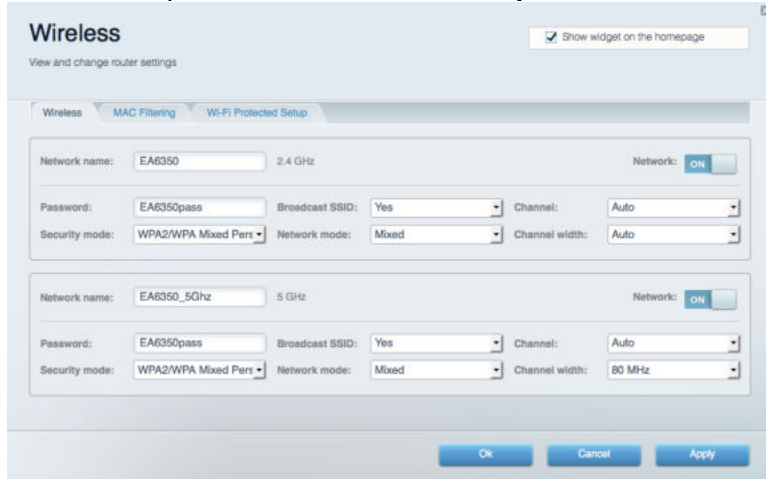 Wireless
Show widget on the homepage
View and change router settings
Wireless MAC Filtering Wi-Fi Protected Setup
Network name: EA6350 2.4 GHz Network: ON
Password: EA6350pass Broadcast SSID: Yes Channel: Auto
Security mode: WPA2/WPA Mixed Pers Network mode: Mixed Channel width: Auto
Network name: EA6350_5Ghz 5 GHz Network: ON
Password: EA6350pass Broadcast SSID: Yes Channel: Auto
Security mode: WPA2/WPA Mixed Pers Network mode: Mixed Channel width: 80 MHz
Ok Cancel Apply